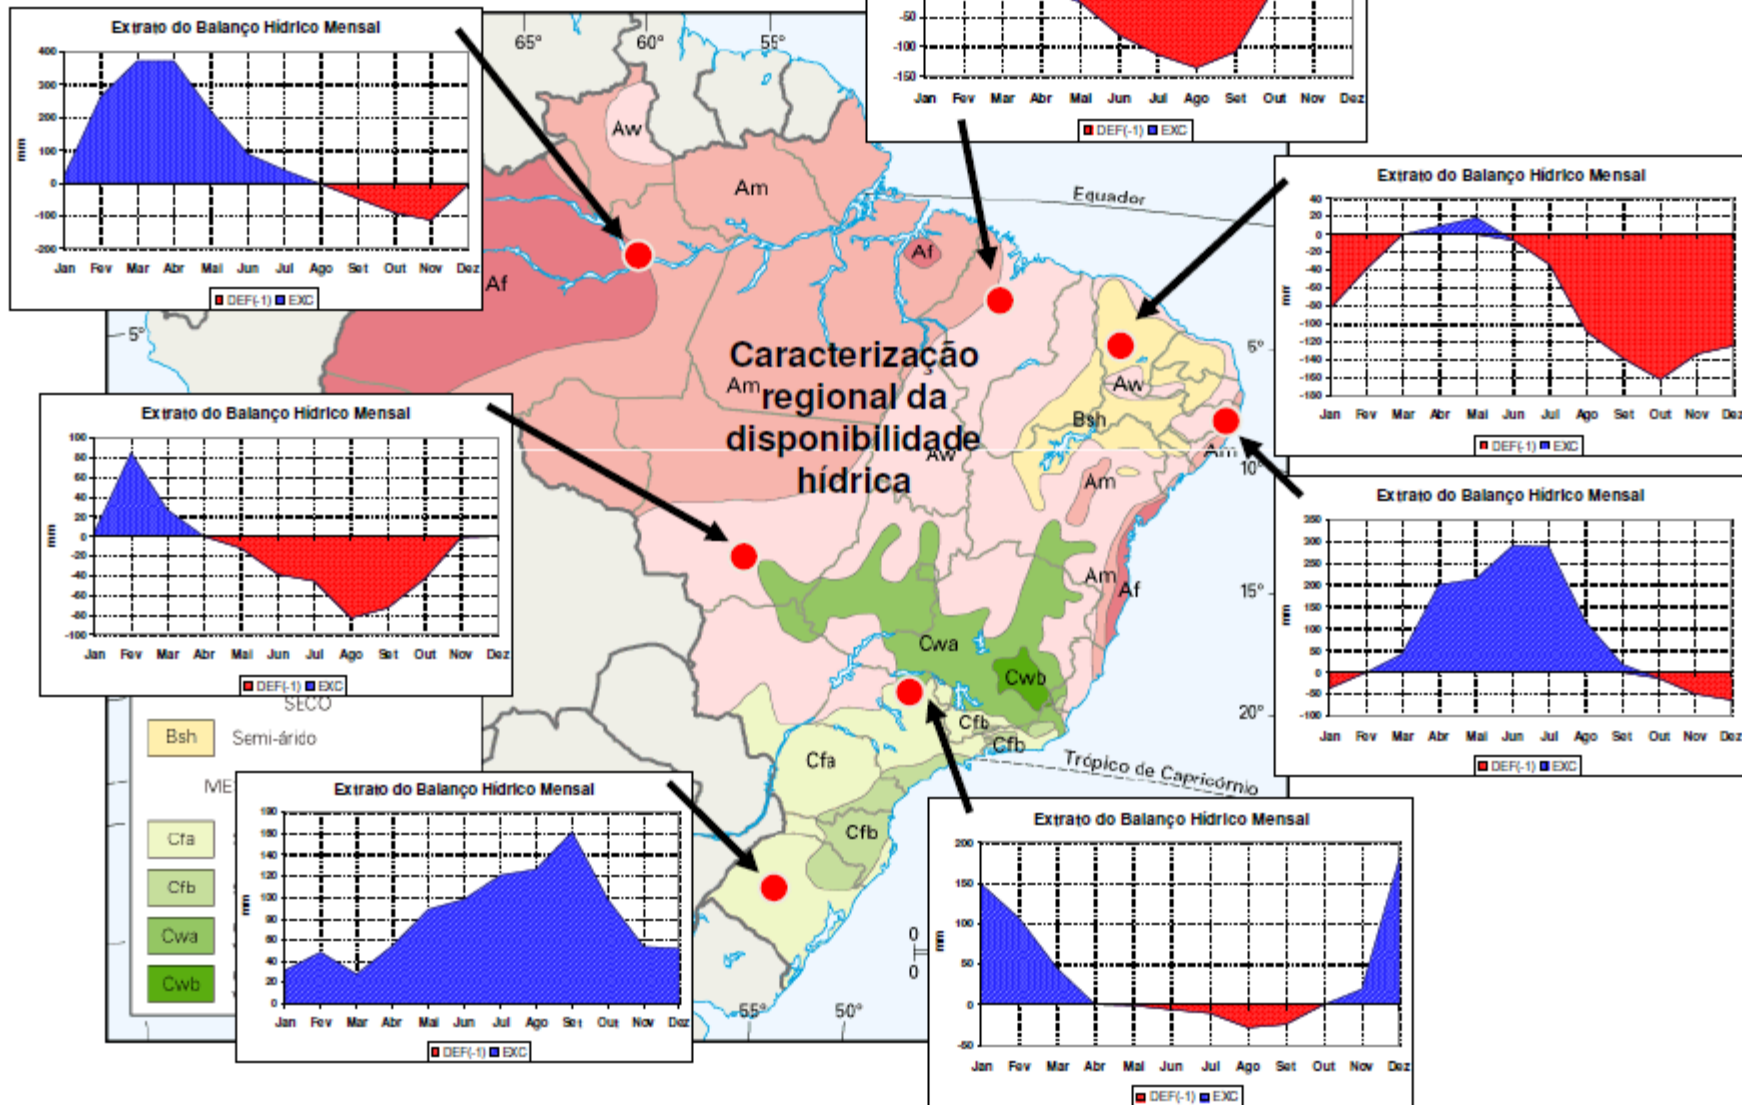 Extrato do Balanço Hídrico Mensal
400
300
200
100
0
-100
-200
mm
Jan Fev Mar Abr Mai Jun Jul Ago Set Out Nov Dez
DEF(-1) EXC
65°
60°
55°
-50
-100
-150
Jan Fev Mar Abr Mai Jun Jul Ago Set Out Nov Dez
DEF(-1) EXC
Extrato do Balanço Hídrico Mensal
40
20
0
-20
-40
-60
-80
-100
-120
-140
-160
-180
mm
Jan Fev Mar Abr Mai Jun Jul Ago Set Out Nov Dez
DEF(-1) EXC
Aw
Am
Equador
Af
Af
5°
5°
Caracterização
regional da
disponibilidade
hídrica
Am
Aw
Bsh
Aw
Am
10°
Am
Extrato do Balanço Hídrico Mensal
100
80
60
40
20
0
-20
-40
-60
-80
-100
mm
Jan Fev Mar Abr Mai Jun Jul Ago Set Out Nov Dez
DEF(-1) EXC
Extrato do Balanço Hídrico Mensal
350
300
250
200
150
100
50
0
-50
-100
mm
Jan Fev Mar Abr Mai Jun Jul Ago Set Out Nov Dez
DEF(-1) EXC
Am
Af
15°
Cwa
Cwb
20°
Cfb
Cfb
Cfa
Trópico de Capricórnio
Cfb
SECO
Bsh Semi-árido
ME
Cfa
Cfb
Cwa
Cwb
Extrato do Balanço Hídrico Mensal
180
160
140
120
100
80
60
40
20
0
mm
Jan Fev Mar Abr Mai Jun Jul Ago Set Out Nov Dez
DEF(-1) EXC
55°
50°
0
0
Extrato do Balanço Hídrico Mensal
200
150
100
50
0
-50
mm
Jan Fev Mar Abr Mai Jun Jul Ago Set Out Nov Dez
DEF(-1) EXC